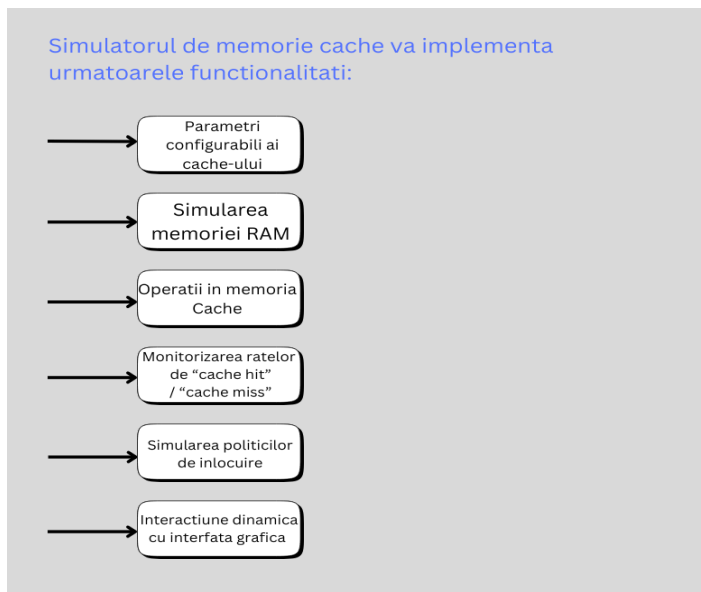 Simulatorul de memorie cache va implementa
urmatoarele functionalitati:
Parametri
configurabili ai
cache-ului
Simularea
memoriei RAM
Operatii in memoria
Cache
Monitorizarea ratelor
de “cache hit”
/ “cache miss”
Simularea politicilor
de inlocuire
Interactiune dinamica
cu interfata grafica